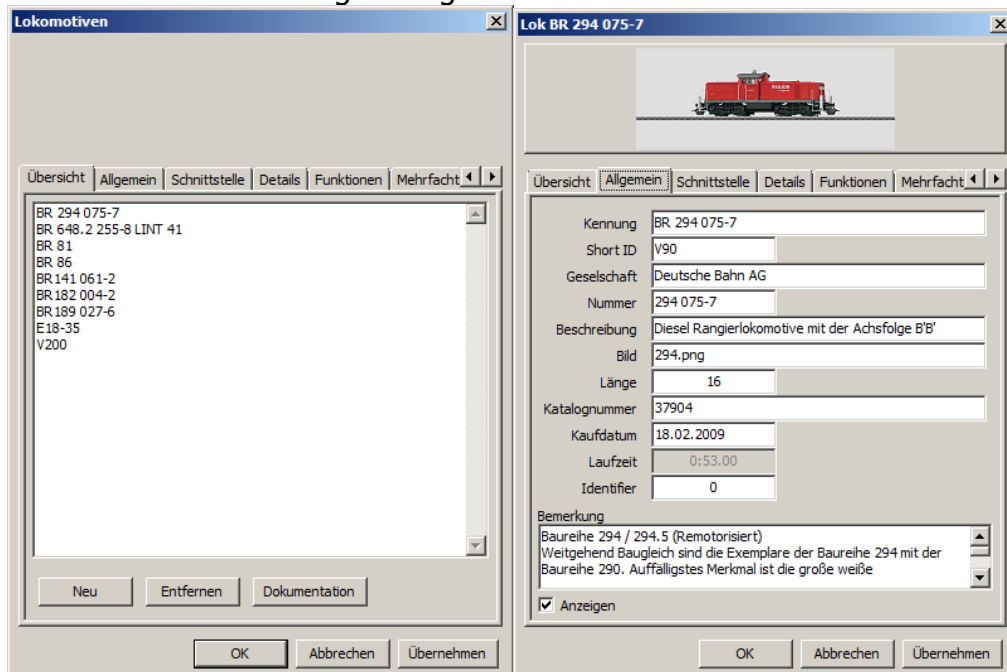 Lokomotiven
Übersicht Allgemein Schnittstelle Details Funktionen Mehrfacht
BR 294 075-7
BR 648.2 255-8 LINT 41
BR 81
BR 86
BR141 061-2
BR182 004-2
BR189 027-6
E18-35
V200
Neu Entfernen Dokumentation
OK Abbrechen Übernehmen
Lok BR 294 075-7
Übersicht Allgemein Schnittstelle Details Funktionen Mehrfacht
Kennung BR 294 075-7
Short ID V90
Geselschaft Deutsche Bahn AG
Nummer 294 075-7
Beschreibung Diesel Rangierlokomotive mit der Achsfolge B'B'
Bild 294.png
Länge 16
Katalognummer 37904
Kaufdatum 18.02.2009
Laufzeit 0:53.00
Identifier 0
Bemerkung
Baureihe 294 / 294.5 (Remotorisiert)
Weitgehend Baugleich sind die Exemplare der Baureihe 294 mit der
Baureihe 290. Auffälligstes Merkmal ist die große weiße
Anzeigen
OK Abbrechen Übernehmen